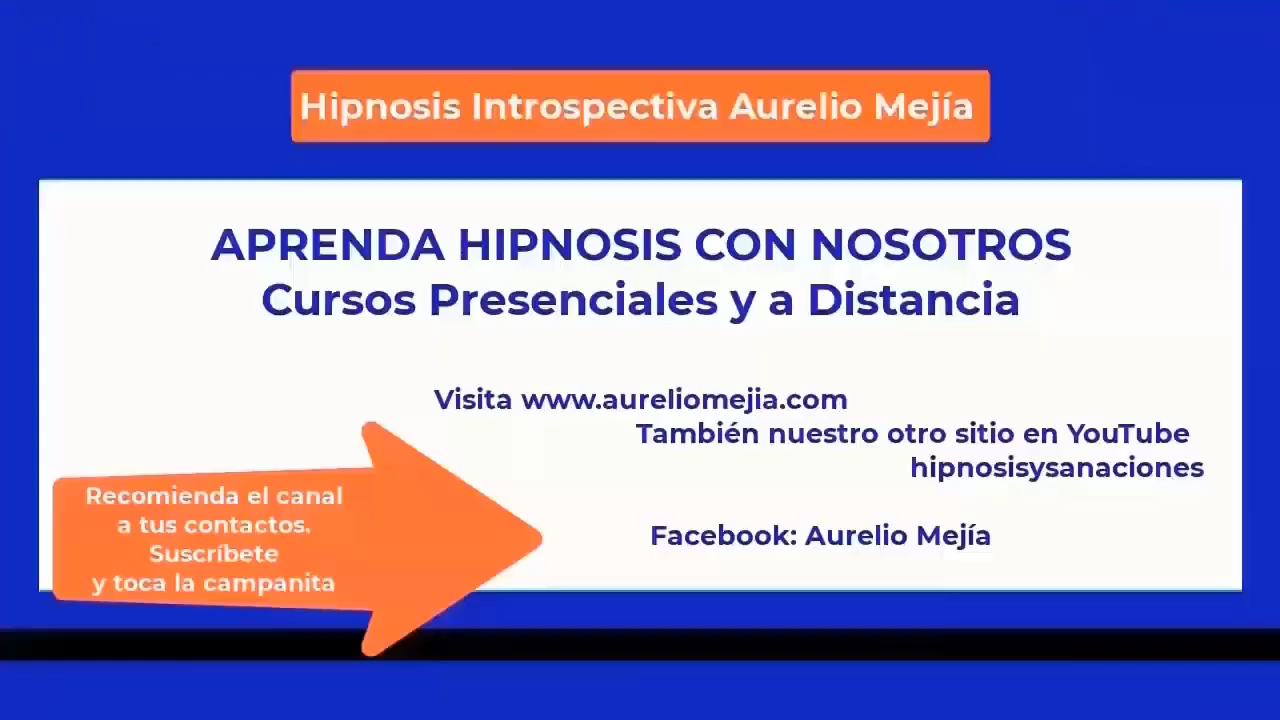 Hipnosis Introspectiva Aurelio Mejía
APRENDA HIPNOSIS CON NOSOTROS
Cursos Presenciales y a Distancia
Visita www.aureliomejia.com
También nuestro otro sitio en YouTube
hipnosisysanaciones
Facebook: Aurelio Mejía
Recomienda el canal
a tus contactos.
Suscríbete
y toca la campanita